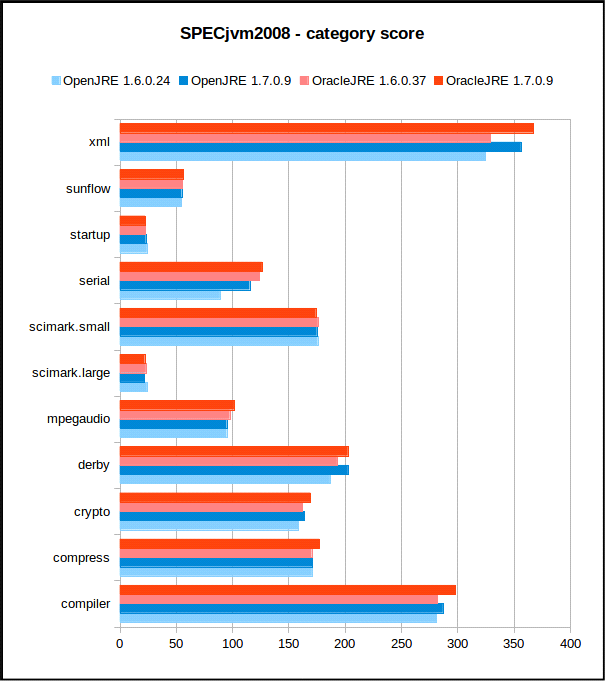 SPECjvm2008 - category score
OpenJRE 1.6.0.24 OpenJRE 1.7.0.9 OracleJRE 1.6.0.37 OracleJRE 1.7.0.9
xml
sunflow
startup
serial
scimark.small
scimark.large
mpegaudio
derby
crypto
compress
compiler
0 50 100 150 200 250 300 350 400